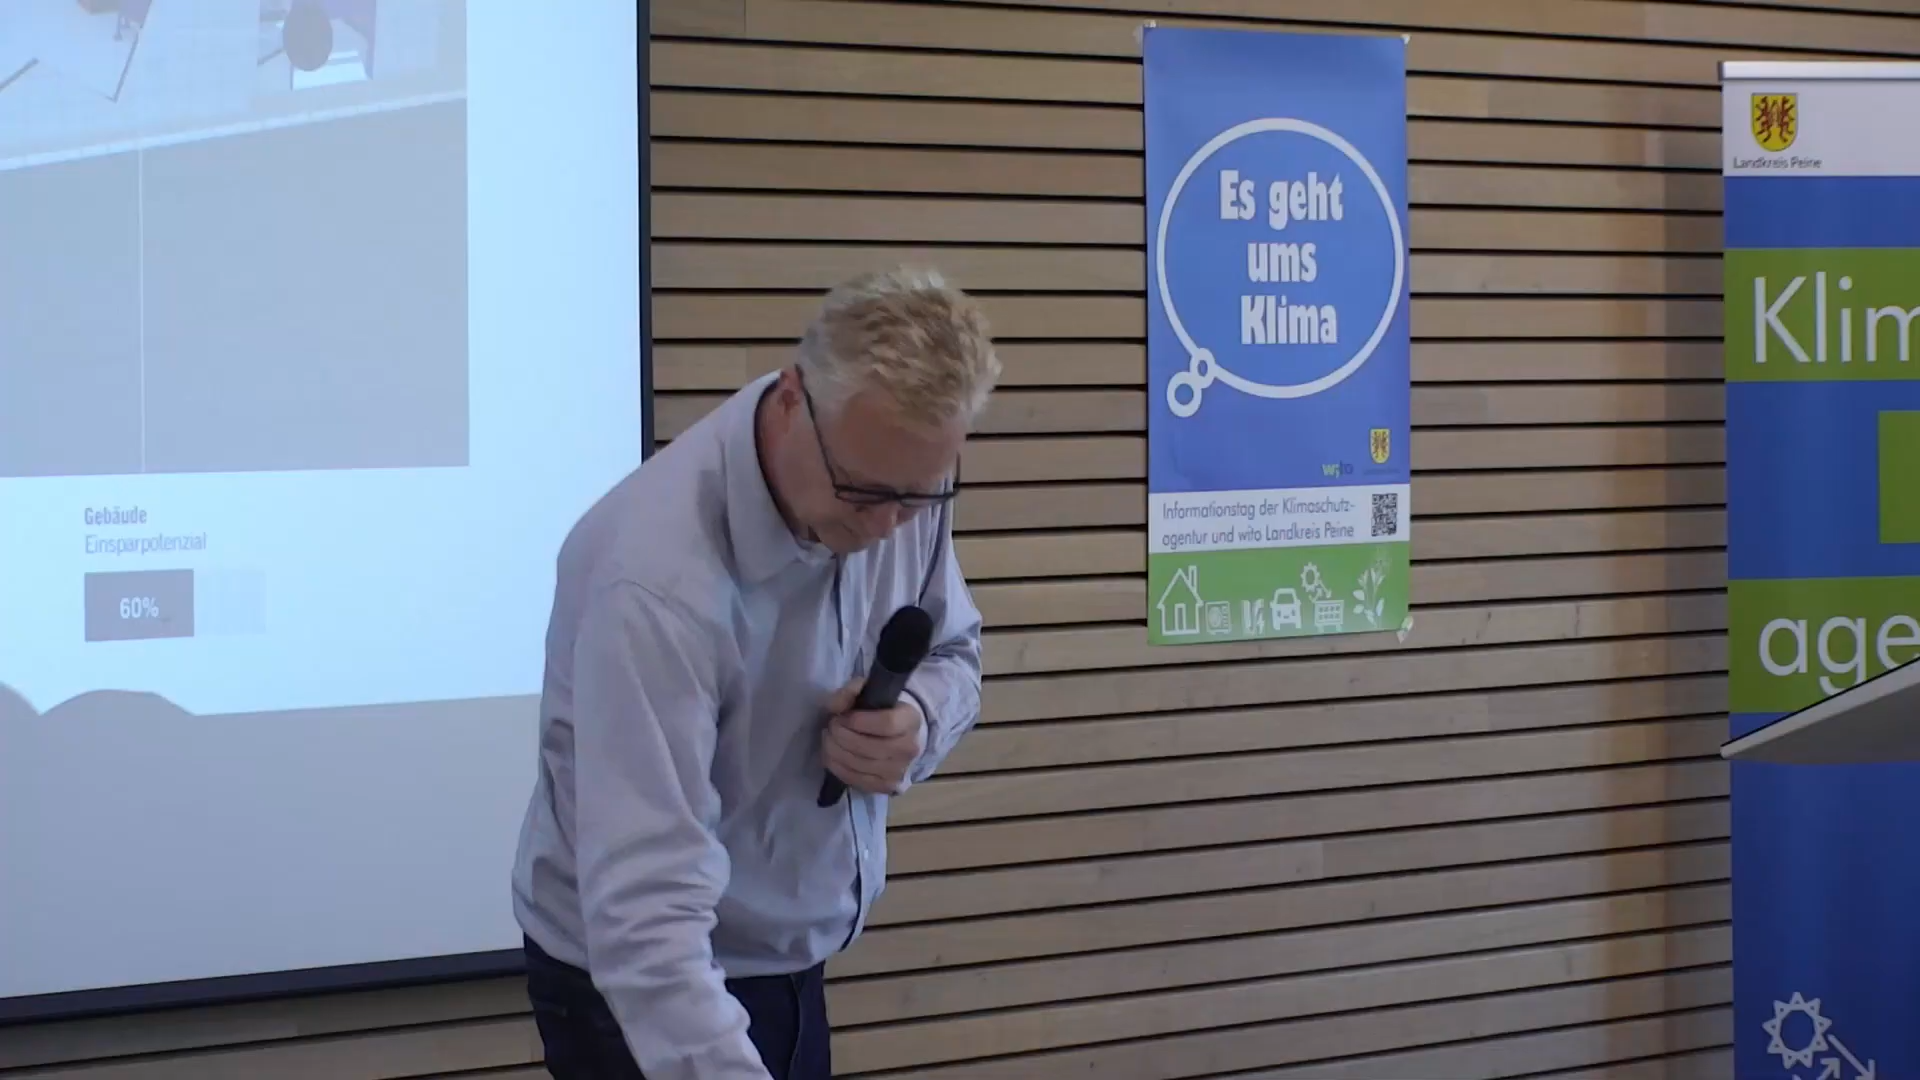 Gebäude
Einsparpotenzial
60%
Es geht
ums
Klima
wito
Informationstag der Klimaschutz-
agentur und wito Landkreis Peine
Landkreis Peine
Klim
age